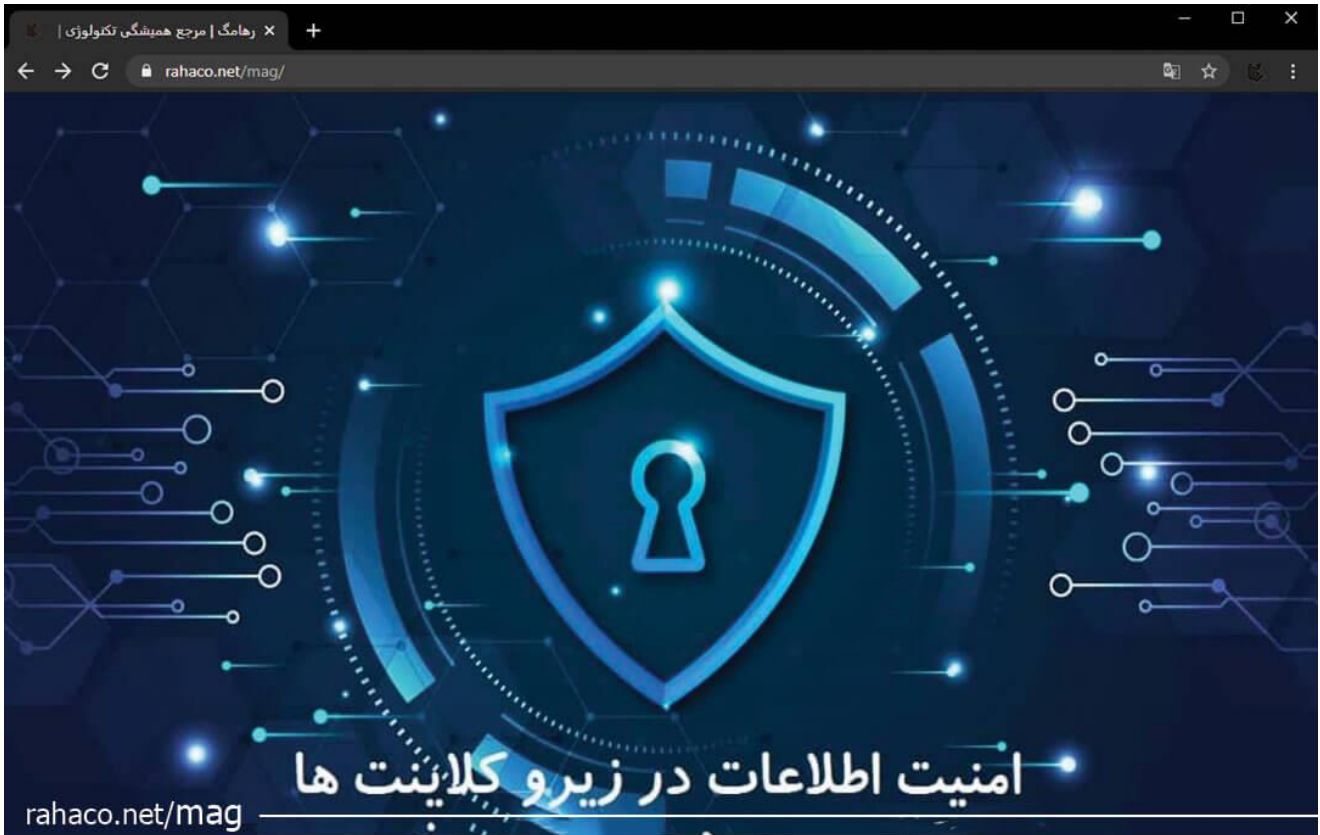 رهامگ | مرجع همیشگی تکنولوژی |
rahaco.net/mag/
امنیت اطلاعات در زیرو کلاینت ها
rahaco.net/mag